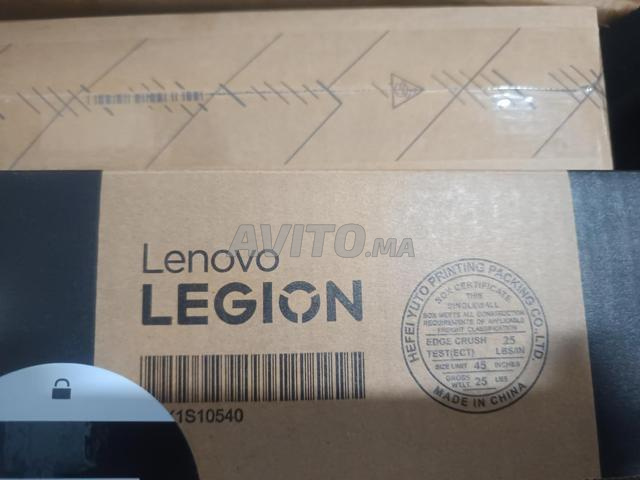 AVITO.MA
Lenovo
LEGION
1S10540
HEFEI YUTO PRINTING PACKING CO.,LTD.
BOX CERTIFICATE
THIS
SINGLEWALL
BOX MEETS ALL CONSTRUCTION
REQUIREMENTS OF APPLICABLE
FREIGHT CLASSIFICATION
EDGE CRUSH 25
TEST(ECT) LBS/IN
SIZE LIMIT 45 INCHES
GROSS
WT.LT. 25 LBS
MADE IN CHINA